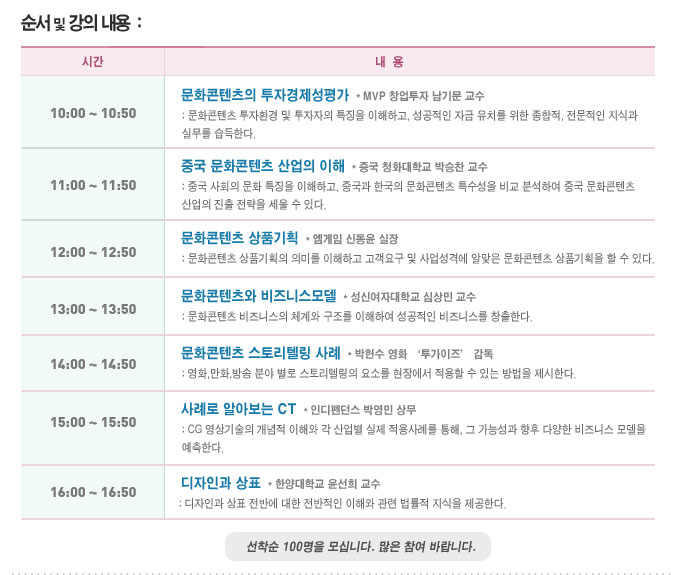 순서 및 강의 내용 :
시간
내 용
10:00 ~ 10:50
문화콘텐츠의 투자경제성평가 * MVP 창업투자 남기문 교수
: 문화콘텐츠 투자환경 및 투자자의 특징을 이해하고, 성공적인 자금 유치를 위한 종합적, 전문적인 지식과
실무를 습득한다.
11:00 ~ 11:50
중국 문화콘텐츠 산업의 이해 * 중국 청화대학교 박승찬 교수
: 중국 사회의 문화 특징을 이해하고, 중국과 한국의 문화콘텐츠 특수성을 비교 분석하여 중국 문화콘텐츠
산업의 진출 전략을 세울 수 있다.
12:00 ~ 12:50
문화콘텐츠 상품기획 * 엠게임 신동윤 실장
: 문화콘텐츠 상품기획의 의미를 이해하고 고객요구 및 사업성격에 알맞은 문화콘텐츠 상품기획을 할 수 있다.
13:00 ~ 13:50
문화콘텐츠와 비즈니스모델 * 성신여자대학교 심상민 교수
: 문화콘텐츠 비즈니스의 체계와 구조를 이해하여 성공적인 비즈니스를 창출한다.
14:00 ~ 14:50
문화콘텐츠 스토리텔링 사례 * 박헌수 영화 ‘투가이즈’ 감독
: 영화,만화,방송 분야 별로 스토리텔링의 요소를 현장에서 적용할 수 있는 방법을 제시한다.
15:00 ~ 15:50
사례로 알아보는 CT * 인디펜던스 박영민 상무
: CG 영상기술의 개념적 이해와 각 산업별 실제 적용사례를 통해, 그 가능성과 향후 다양한 비즈니스 모델을
예측한다.
16:00 ~ 16:50
디자인과 상표 * 한양대학교 윤선희 교수
: 디자인과 상표 전반에 대한 전반적인 이해와 관련 법률적 지식을 제공한다.
선착순 100명을 모십니다. 많은 참여 바랍니다.